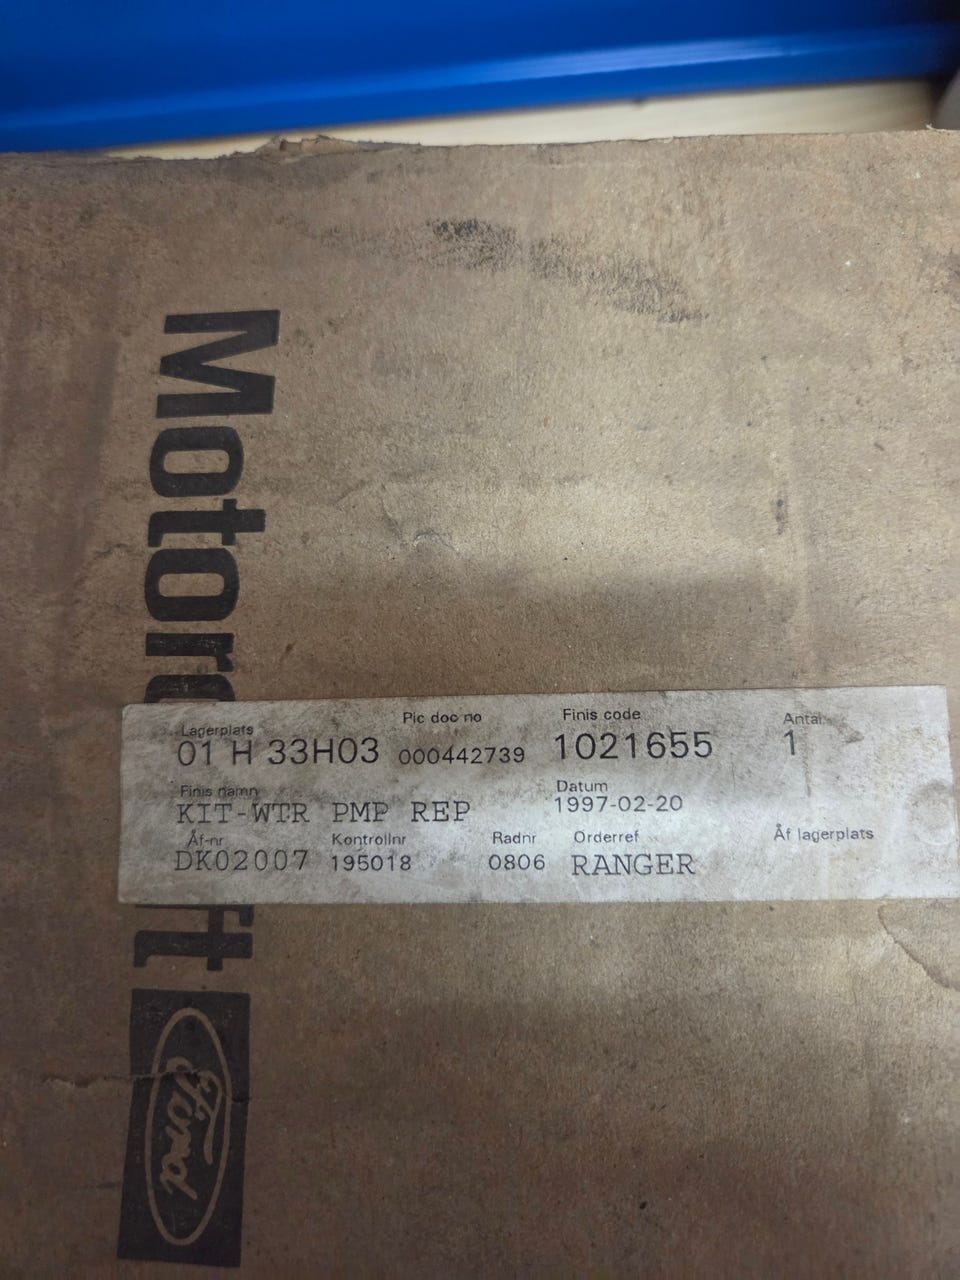 Motorcraft
Ford
Lagerplats Pic doc no Finis code Antal
01 H 33H03 000442739 1021655 1
Finis namn Datum
KIT-WTR PMP REP 1997-02-20
Åf-nr Kontrollnr Radnr Orderref Åf lagerplats
DK02007 195018 0806 RANGER